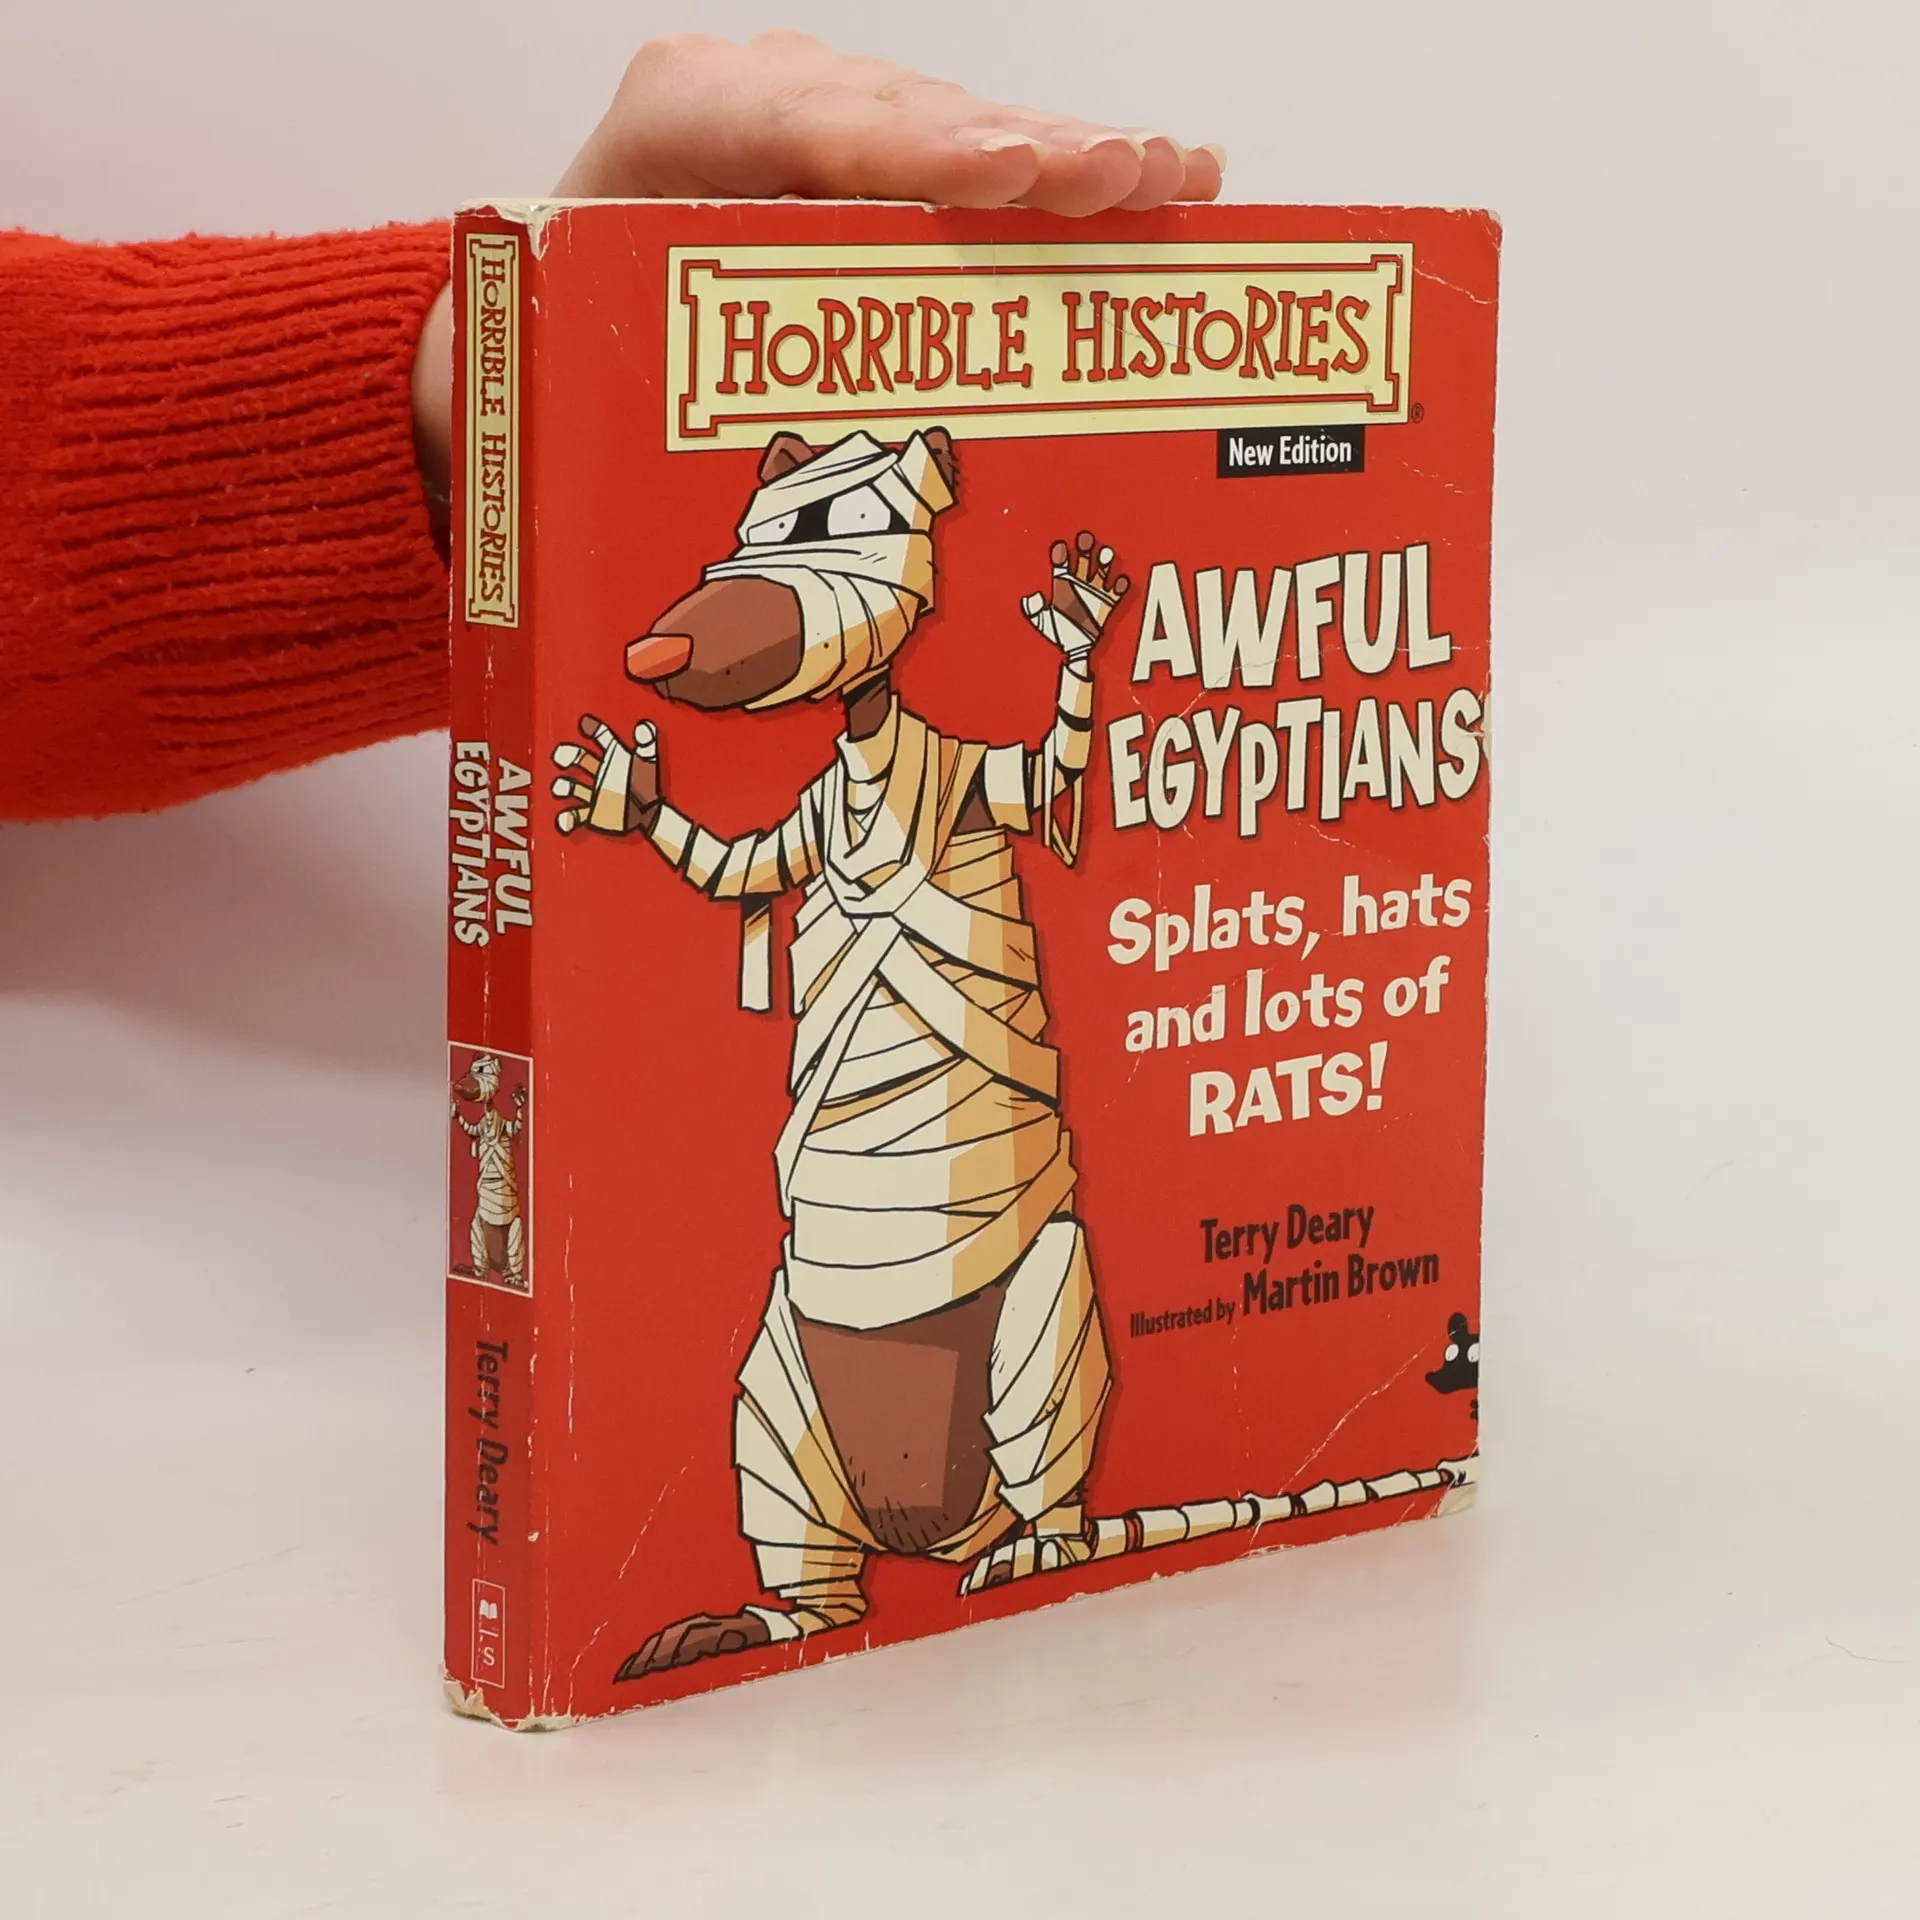 HORRIBLE HISTORIES
AWFUL
EGYPTIANS
Terry Deary
S
HORRIBLE HISTORIES®
New Edition
AWFUL
EGYPTIANS
Splats, hats
and lots of
RATS!
Terry Deary
Illustrated by Martin Brown